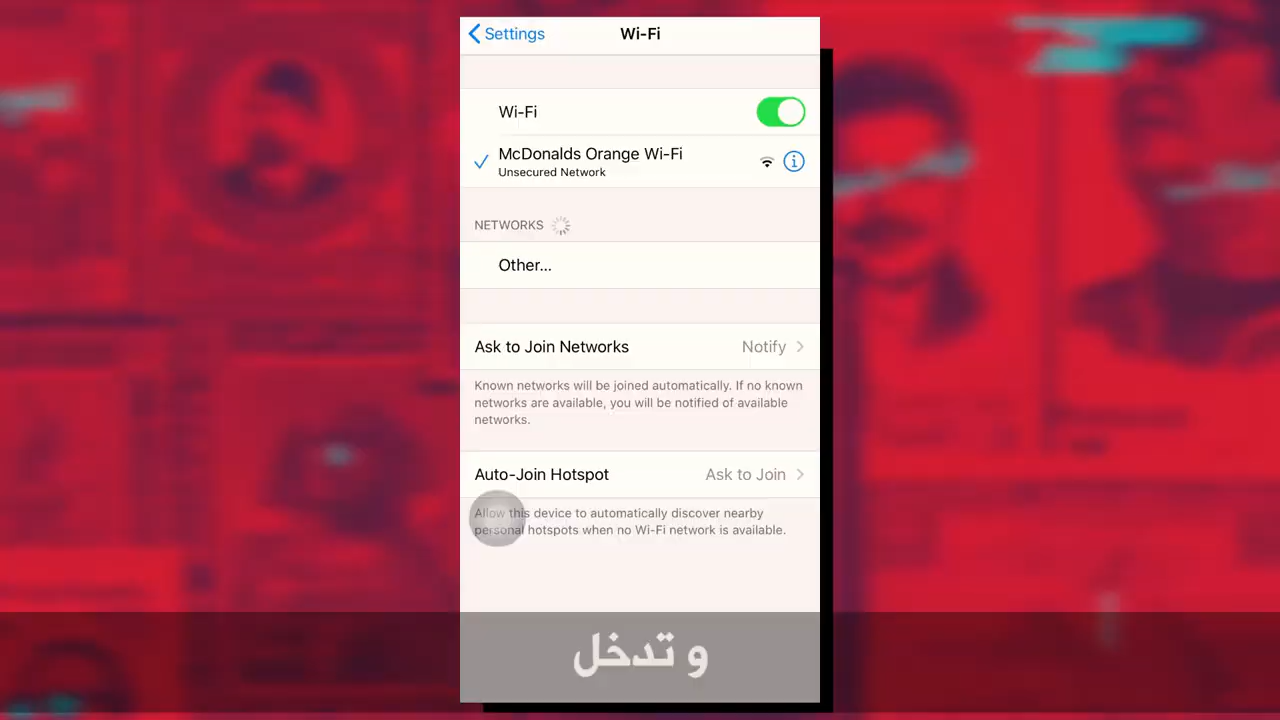 Settings
Wi-Fi
Wi-Fi
McDonalds Orange Wi-Fi
Unsecured Network
NETWORKS
Other...
Ask to Join Networks
Notify
Known networks will be joined automatically. If no known
networks are available, you will be notified of available
networks.
Auto-Join Hotspot
Ask to Join
Allow this device to automatically discover nearby
personal hotspots when no Wi-Fi network is available.
و تدخل